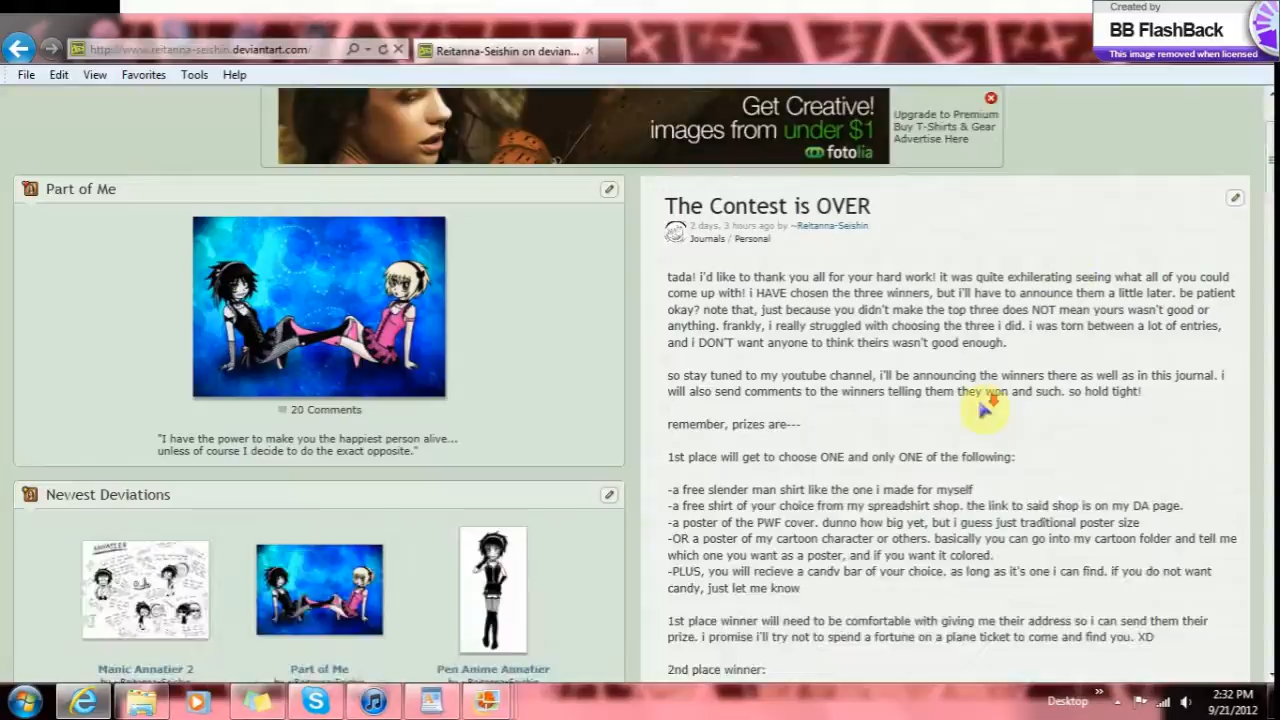 Created by
BB FlashBack
This image removed when licensed
http://www.reitanna-seishin.deviantart.com/
Reitanna-Seishin on devian...
File Edit View Favorites Tools Help
Get Creative!
images from under $1
fotolia
Upgrade to Premium
Buy T-Shirts & Gear
Advertise Here
Part of Me
20 Comments
"I have the power to make you the happiest person alive...
unless of course I decide to do the exact opposite."
Newest Deviations
ANNATIER
Manic Annatier 2
Part of Me
Pen Anime Annatier
The Contest is OVER
2 days, 3 hours ago by ~Reitanna-Seishin
Journals / Personal
tada! i'd like to thank you all for your hard work! it was quite exhilerating seeing what all of you could
come up with! i HAVE chosen the three winners, but i'll have to announce them a little later. be patient
okay? note that, just because you didn't make the top three does NOT mean yours wasn't good or
anything. frankly, i really struggled with choosing the three i did. i was torn between a lot of entries,
and i DON'T want anyone to think theirs wasn't good enough.
so stay tuned to my youtube channel, i'll be announcing the winners there as well as in this journal. i
will also send comments to the winners telling them they won and such. so hold tight!
remember, prizes are---
1st place will get to choose ONE and only ONE of the following:
-a free slender man shirt like the one i made for myself
-a free shirt of your choice from my spreadshirt shop. the link to said shop is on my DA page.
-a poster of the PWF cover. dunno how big yet, but i guess just traditional poster size
-OR a poster of my cartoon character or others. basically you can go into my cartoon folder and tell me
which one you want as a poster, and if you want it colored.
-PLUS, you will recieve a candy bar of your choice. as long as it's one i can find. if you do not want
candy, just let me know
1st place winner will need to be comfortable with giving me their address so i can send them their
prize. i promise i'll try not to spend a fortune on a plane ticket to come and find you. XD
2nd place winner:
Desktop
2:32 PM
9/21/2012